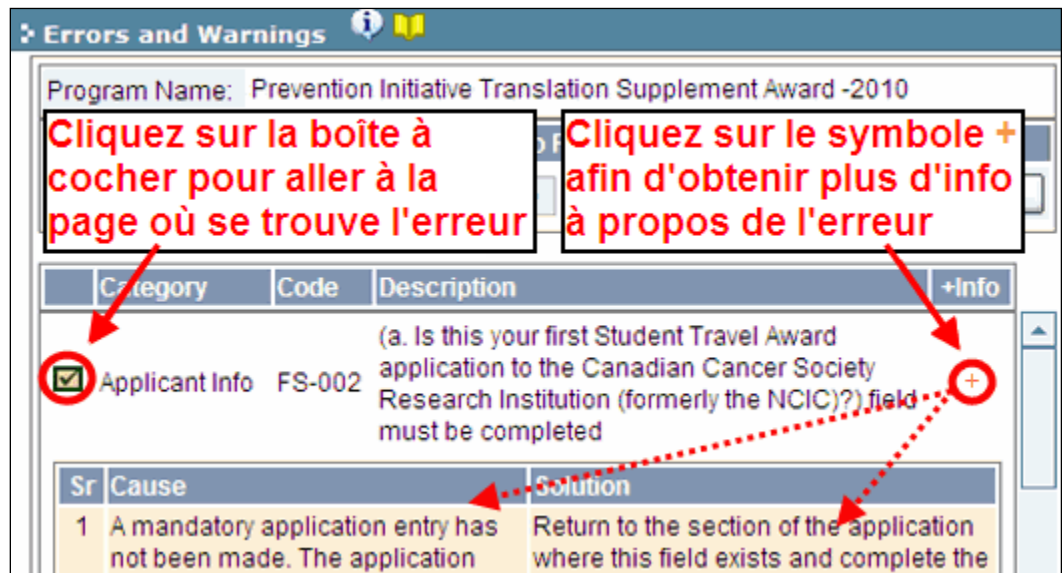 Errors and Warnings
Program Name: Prevention Initiative Translation Supplement Award -2010
Cliquez sur la boîte à
cocher pour aller à la
page où se trouve l'erreur
Cliquez sur le symbole +
afin d'obtenir plus d'info
à propos de l'erreur
Category Code Description +Info
Applicant Info FS-002 (a. Is this your first Student Travel Award
application to the Canadian Cancer Society
Research Institution (formerly the NCIC)?) field
must be completed
+
Sr Cause Solution
1 A mandatory application entry has Return to the section of the application
not been made. The application where this field exists and complete the